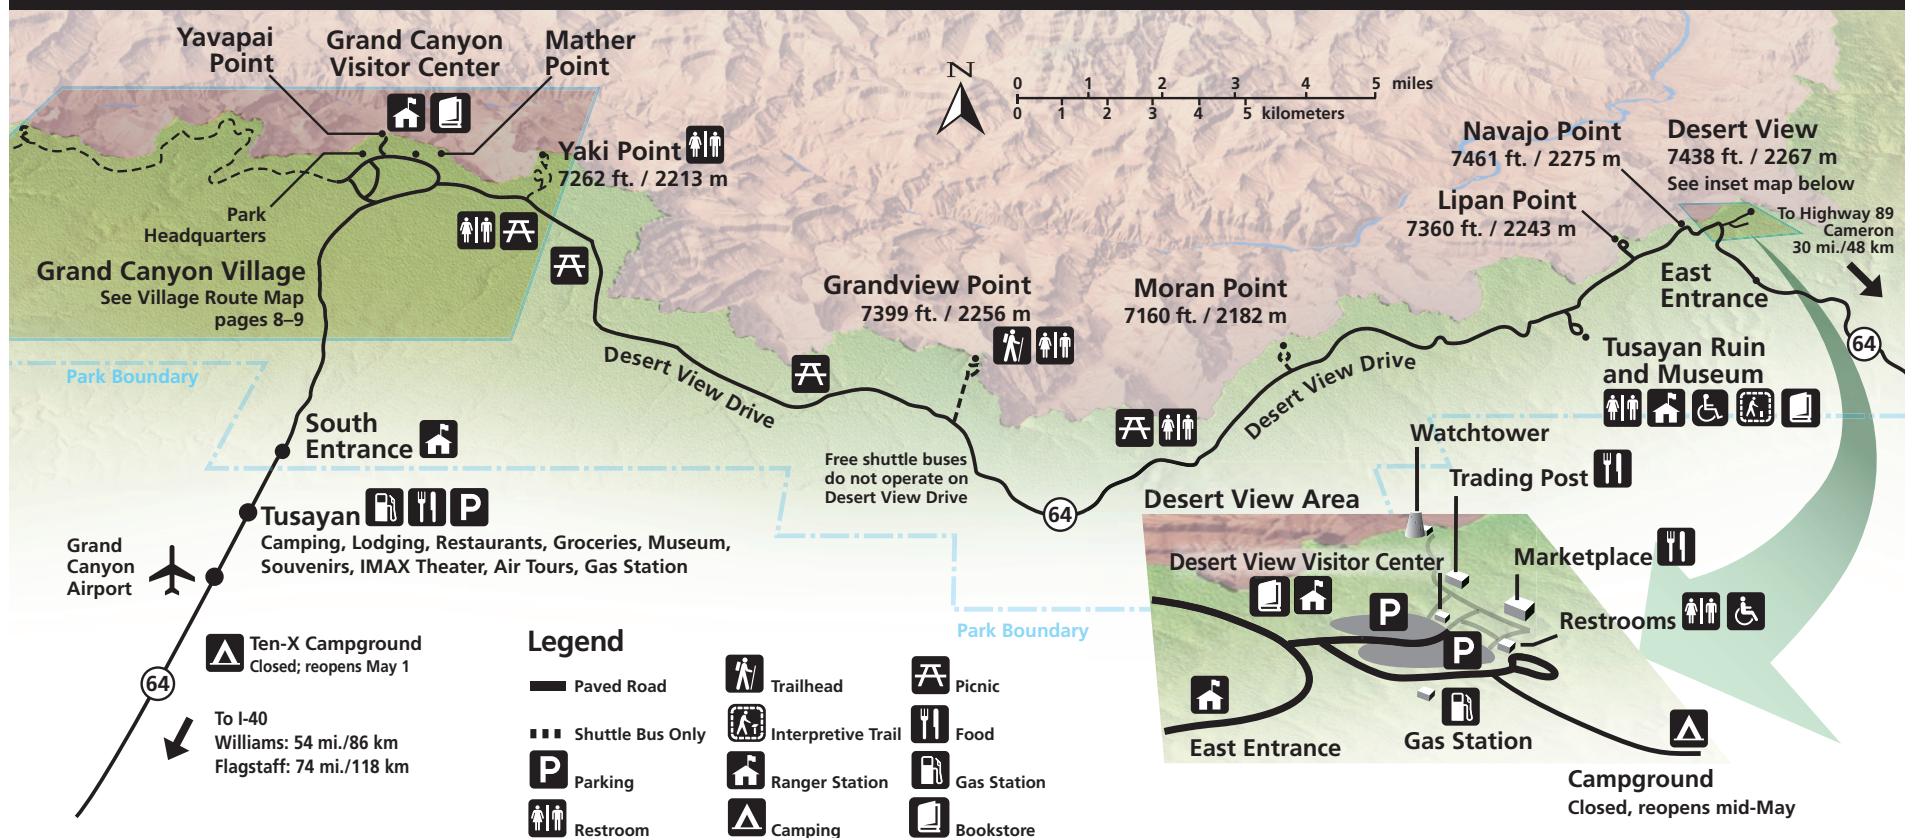 Yavapai
Point
Grand Canyon
Visitor Center
Mather
Point
N
0 1 2 3 4 5 miles
0 1 2 3 4 5 kilometers
Yaki Point
7262 ft. / 2213 m
Navajo Point
7461 ft. / 2275 m
Desert View
7438 ft. / 2267 m
See inset map below
Lipan Point
7360 ft. / 2243 m
To Highway 89
Cameron
30 mi./48 km
Park
Headquarters
Grand Canyon Village
See Village Route Map
pages 8–9
Grandview Point
7399 ft. / 2256 m
Moran Point
7160 ft. / 2182 m
East
Entrance
64
Desert View Drive
Desert View Drive
Tusayan Ruin
and Museum
Park Boundary
South
Entrance
Free shuttle buses
do not operate on
Desert View Drive
64
Tusayan
P
Camping, Lodging, Restaurants, Groceries, Museum,
Souvenirs, IMAX Theater, Air Tours, Gas Station
Grand
Canyon
Airport
Park Boundary
Ten-X Campground
Closed; reopens May 1
64
To I-40
Williams: 54 mi./86 km
Flagstaff: 74 mi./118 km
Legend
Paved Road
Shuttle Bus Only
P Parking
Restroom
Trailhead
Interpretive Trail
Ranger Station
Camping
Picnic
Food
Gas Station
Bookstore
Desert View Area
Watchtower
Trading Post
Desert View Visitor Center
Marketplace
P
Restrooms
P
East Entrance
Gas Station
Campground
Closed, reopens mid-May